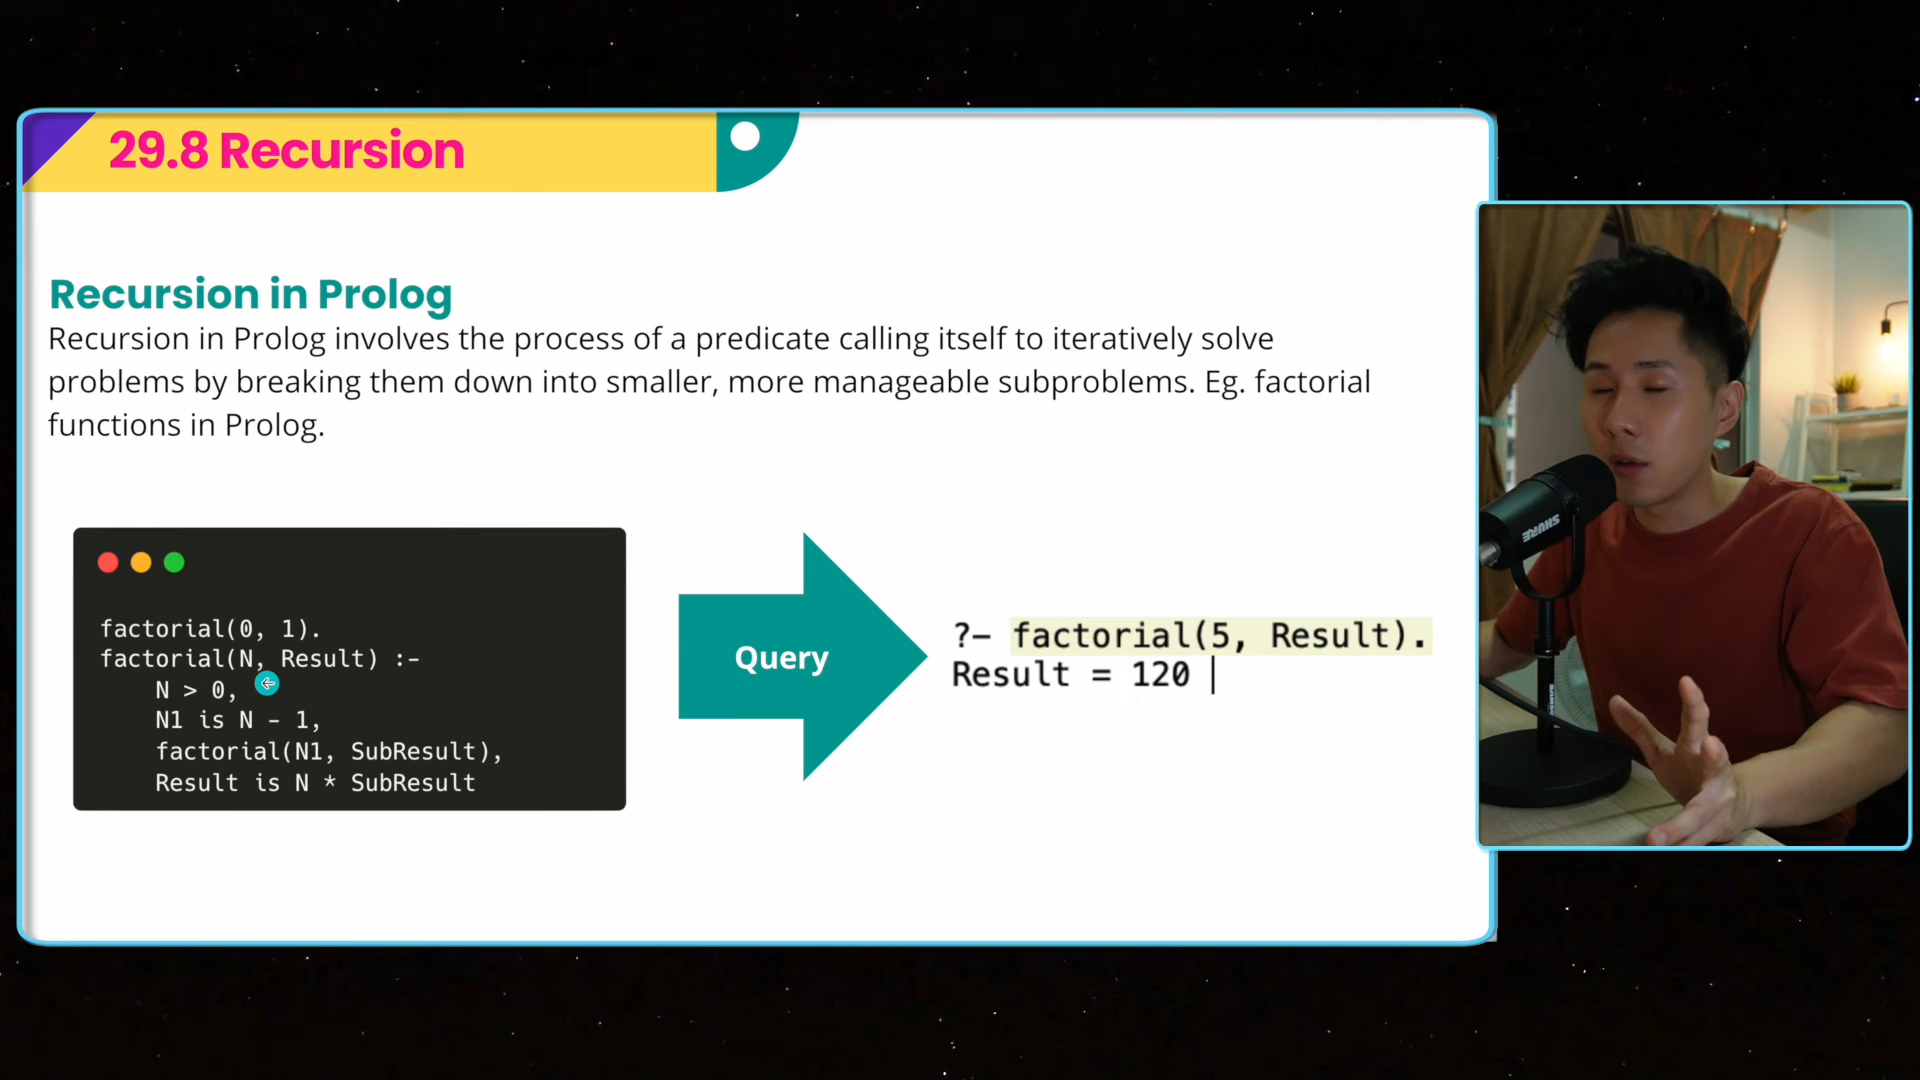 29.8 Recursion
Recursion in Prolog
Recursion in Prolog involves the process of a predicate calling itself to iteratively solve
problems by breaking them down into smaller, more manageable subproblems. Eg. factorial
functions in Prolog.
factorial(0, 1).
factorial(N, Result) :-
    N > 0,
    N1 is N - 1,
    factorial(N1, SubResult),
    Result is N * SubResult
Query
?- factorial(5, Result).
Result = 120
SHURE